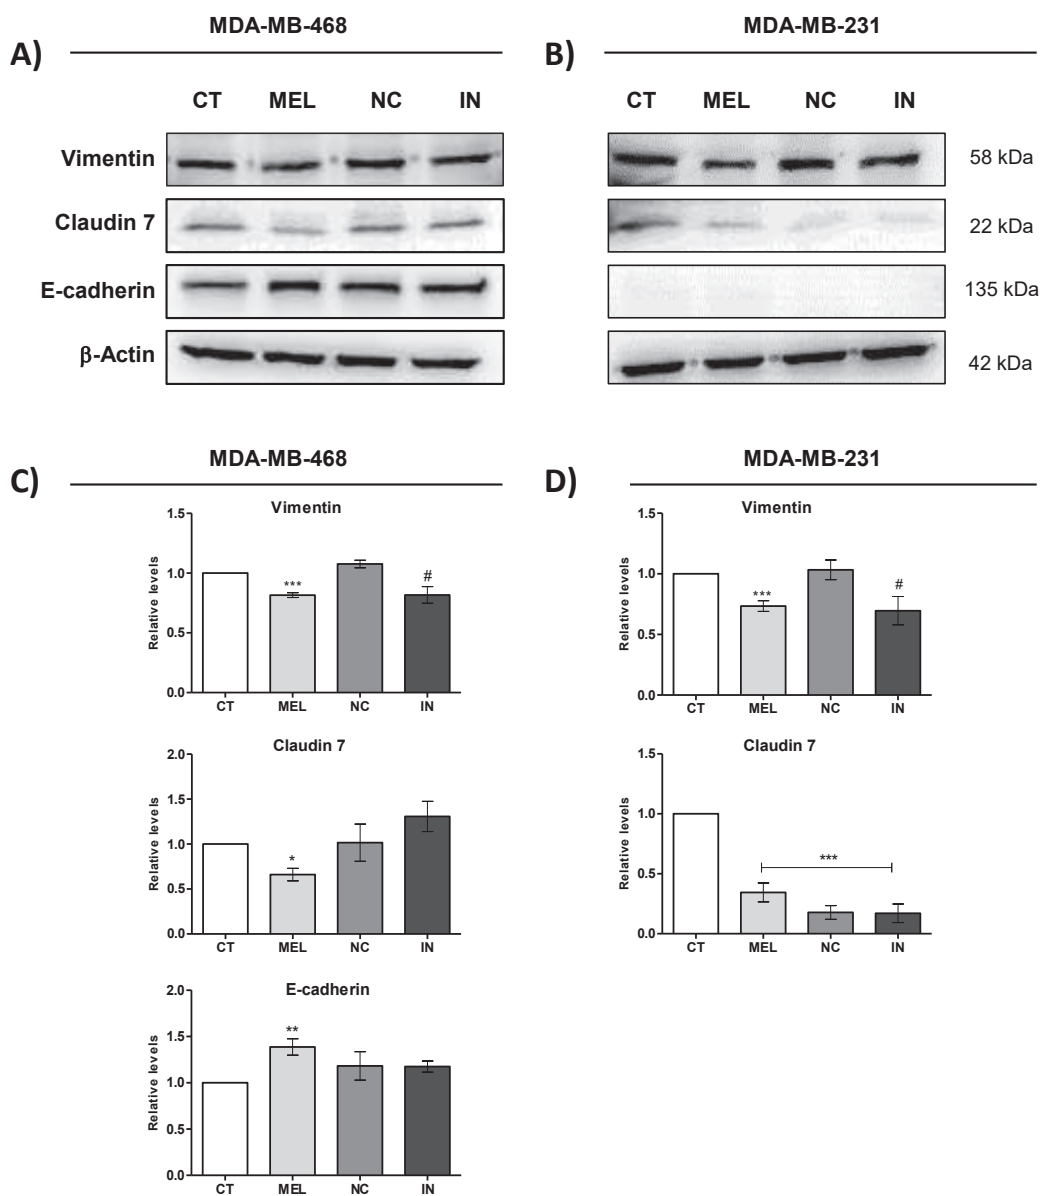 MDA-MB-468
A)
CT MEL NC IN
Vimentin
Claudin 7
E-cadherin
β-Actin
MDA-MB-231
B)
CT MEL NC IN
58 kDa
22 kDa
135 kDa
42 kDa
MDA-MB-468
C)
Vimentin
Relative levels
1.5
1.0
0.5
0.0
***
#
CT MEL NC IN
Claudin 7
Relative levels
2.0
1.5
1.0
0.5
0.0
*
CT MEL NC IN
E-cadherin
Relative levels
2.0
1.5
1.0
0.5
0.0
**
CT MEL NC IN
MDA-MB-231
D)
Vimentin
Relative levels
1.5
1.0
0.5
0.0
***
#
CT MEL NC IN
Claudin 7
Relative levels
1.5
1.0
0.5
0.0
***
CT MEL NC IN